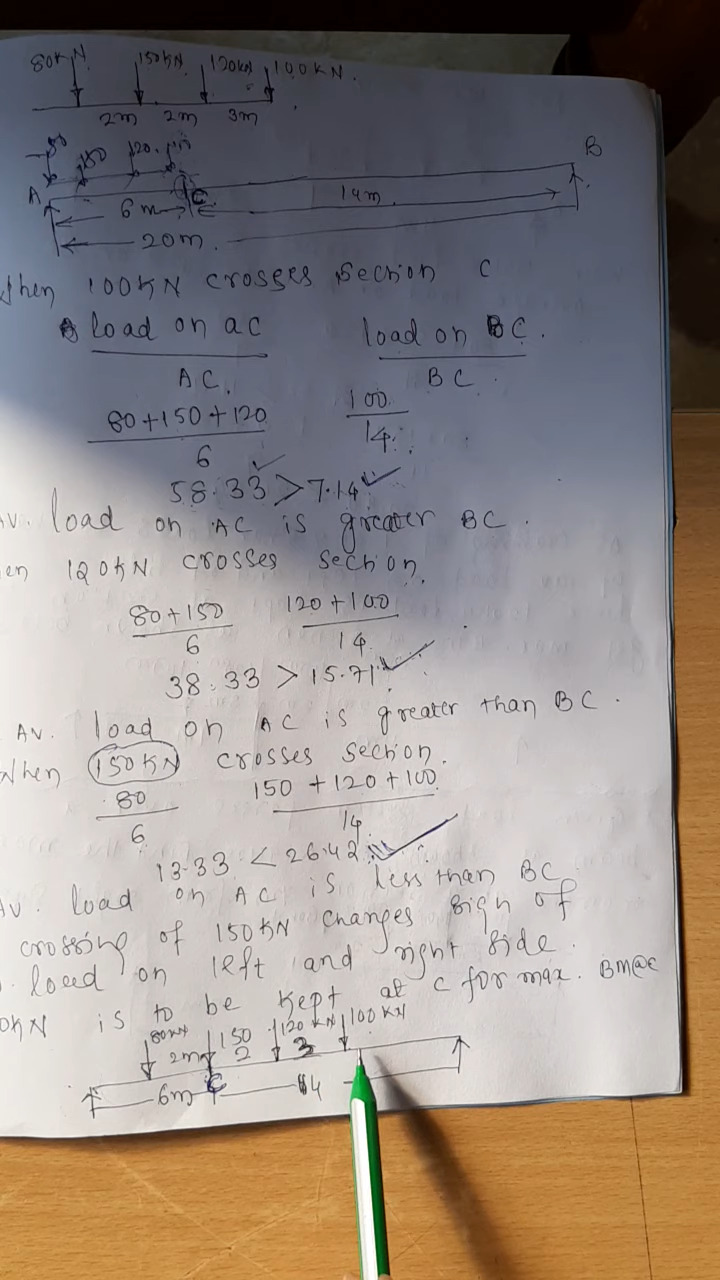 80KN 150KN 120KN 100KN.
2m 2m 3m
80 150 120
A C B
6m 14m.
20m.
When 100KN crosses section C
load on ac load on BC.
AC. BC.
80+150+120 100
6 14.
58.33 > 7.14
AV. load on AC is greater BC.
en 120KN crosses section.
80+150 120+100
6 14
38.33 > 15.71
AV. load on AC is greater than BC.
When 150KN crosses section.
80 150+120+100
6 14
13.33 < 26.42
AV. load on AC is less than BC.
crossing of 150KN changes sign of
load on left and right side.
0KN is to be kept at C for max. BM@C
80KN 150 120KN 100KN
2m 2 3
6m C 14